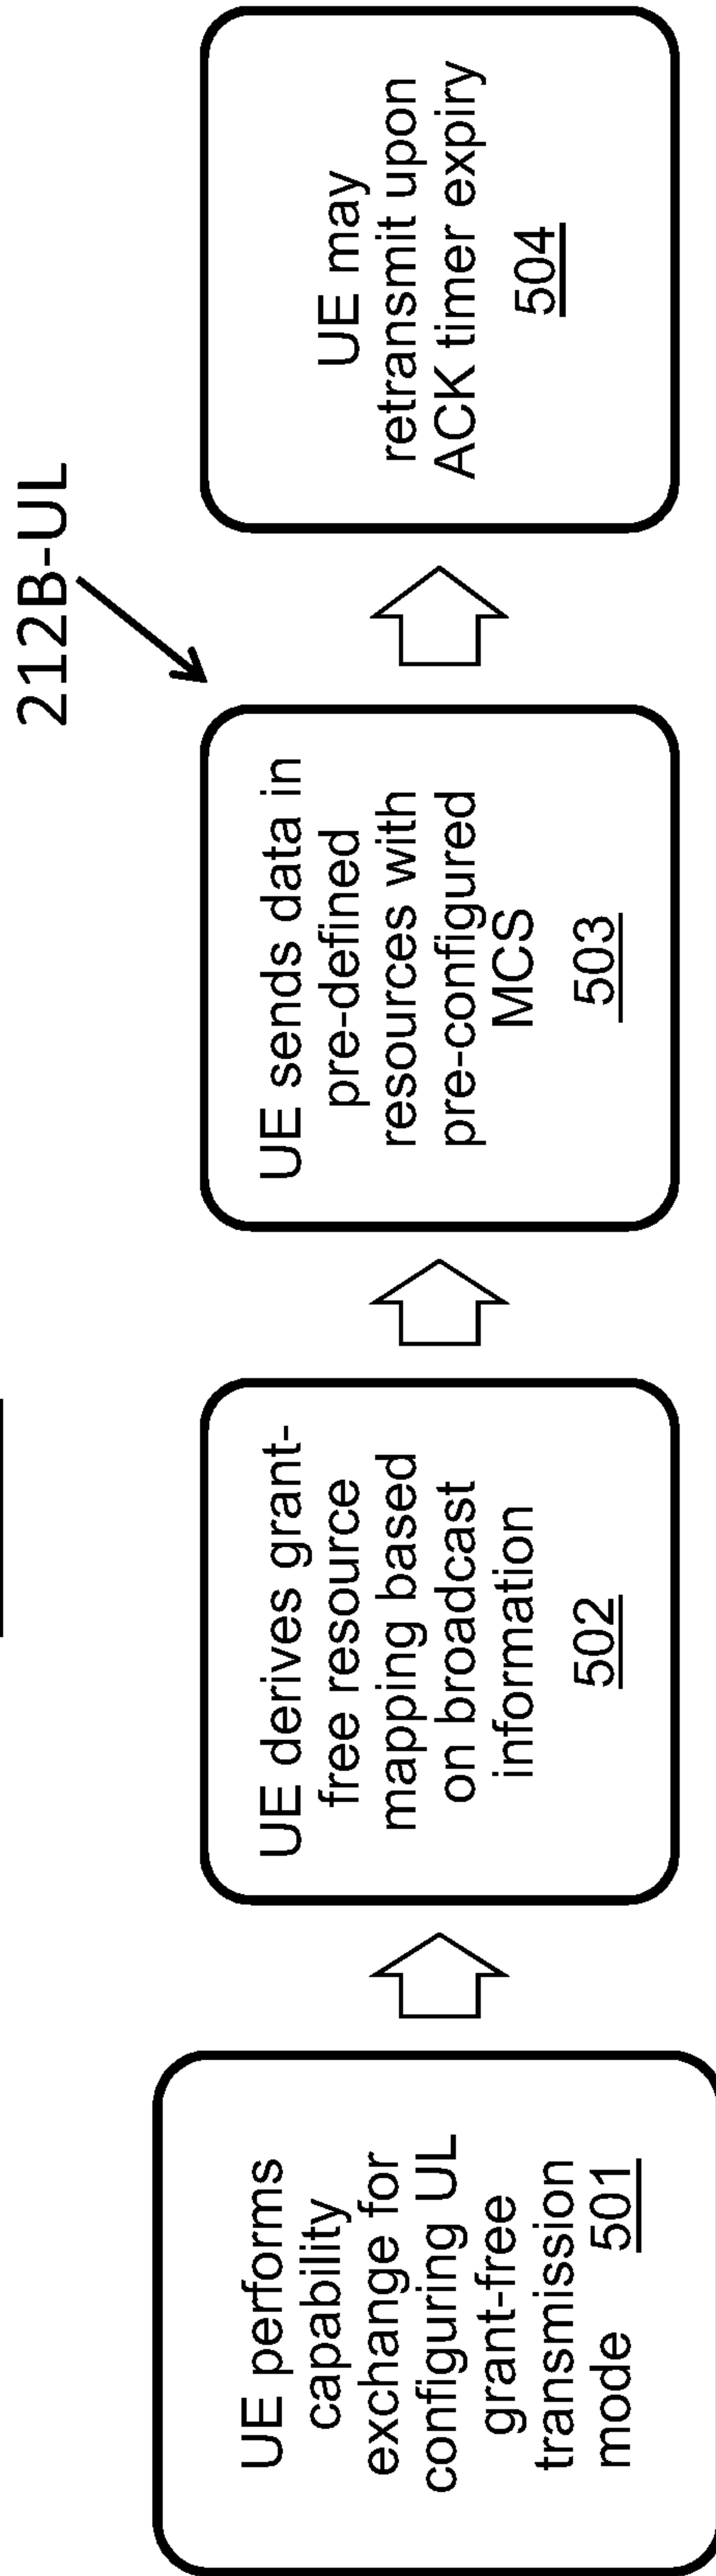 212B-UL
UE performs
capability
exchange for
configuring UL
grant-free
transmission
mode 501
UE derives grant-
free resource
mapping based
on broadcast
information
502
UE sends data in
pre-defined
resources with
pre-configured
MCS
503
UE may
retransmit upon
ACK timer expiry
504